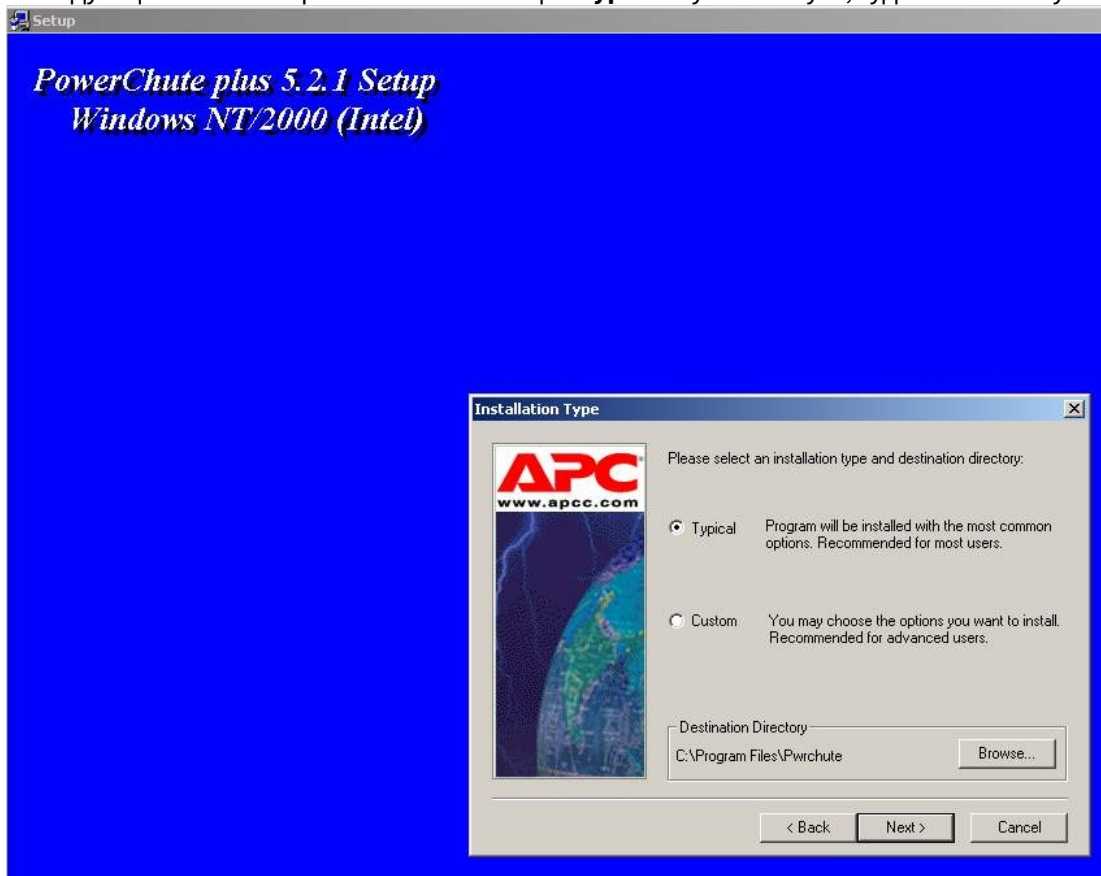 Setup
PowerChute plus 5.2.1 Setup
Windows NT/2000 (Intel)
Installation Type
APC
www.apcc.com
Please select an installation type and destination directory:
Typical
Program will be installed with the most common
options. Recommended for most users.
Custom
You may choose the options you want to install.
Recommended for advanced users.
Destination Directory
C:\Program Files\Pwrchute
Browse...
< Back
Next >
Cancel